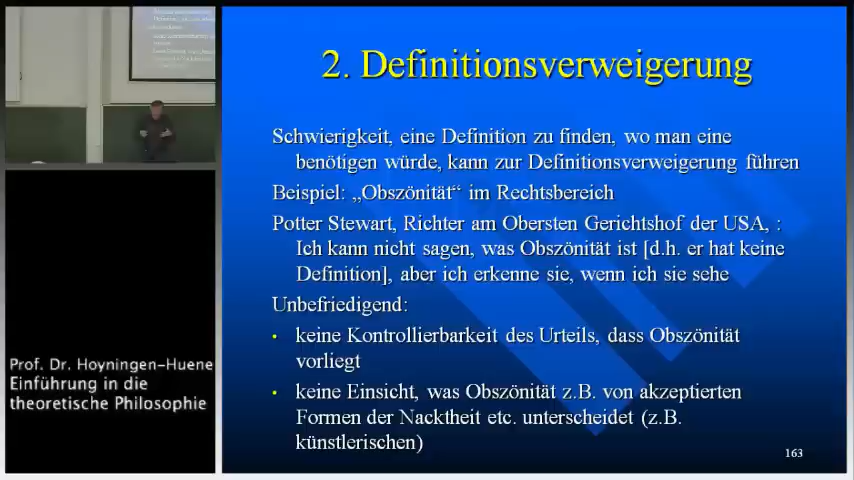 2. Definitionsverweigerung
Schwierigkeit, eine Definition zu finden, wo man eine
benötigen würde, kann zur Definitionsverweigerung führen
Beispiel: „Obszönität“ im Rechtsbereich
Potter Stewart, Richter am Obersten Gerichtshof der USA, :
Ich kann nicht sagen, was Obszönität ist [d.h. er hat keine
Definition], aber ich erkenne sie, wenn ich sie sehe
Unbefriedigend:
• keine Kontrollierbarkeit des Urteils, dass Obszönität
vorliegt
• keine Einsicht, was Obszönität z.B. von akzeptierten
Formen der Nacktheit etc. unterscheidet (z.B.
künstlerischen)
163
Prof. Dr. Hoyningen-Huene
Einführung in die
theoretische Philosophie